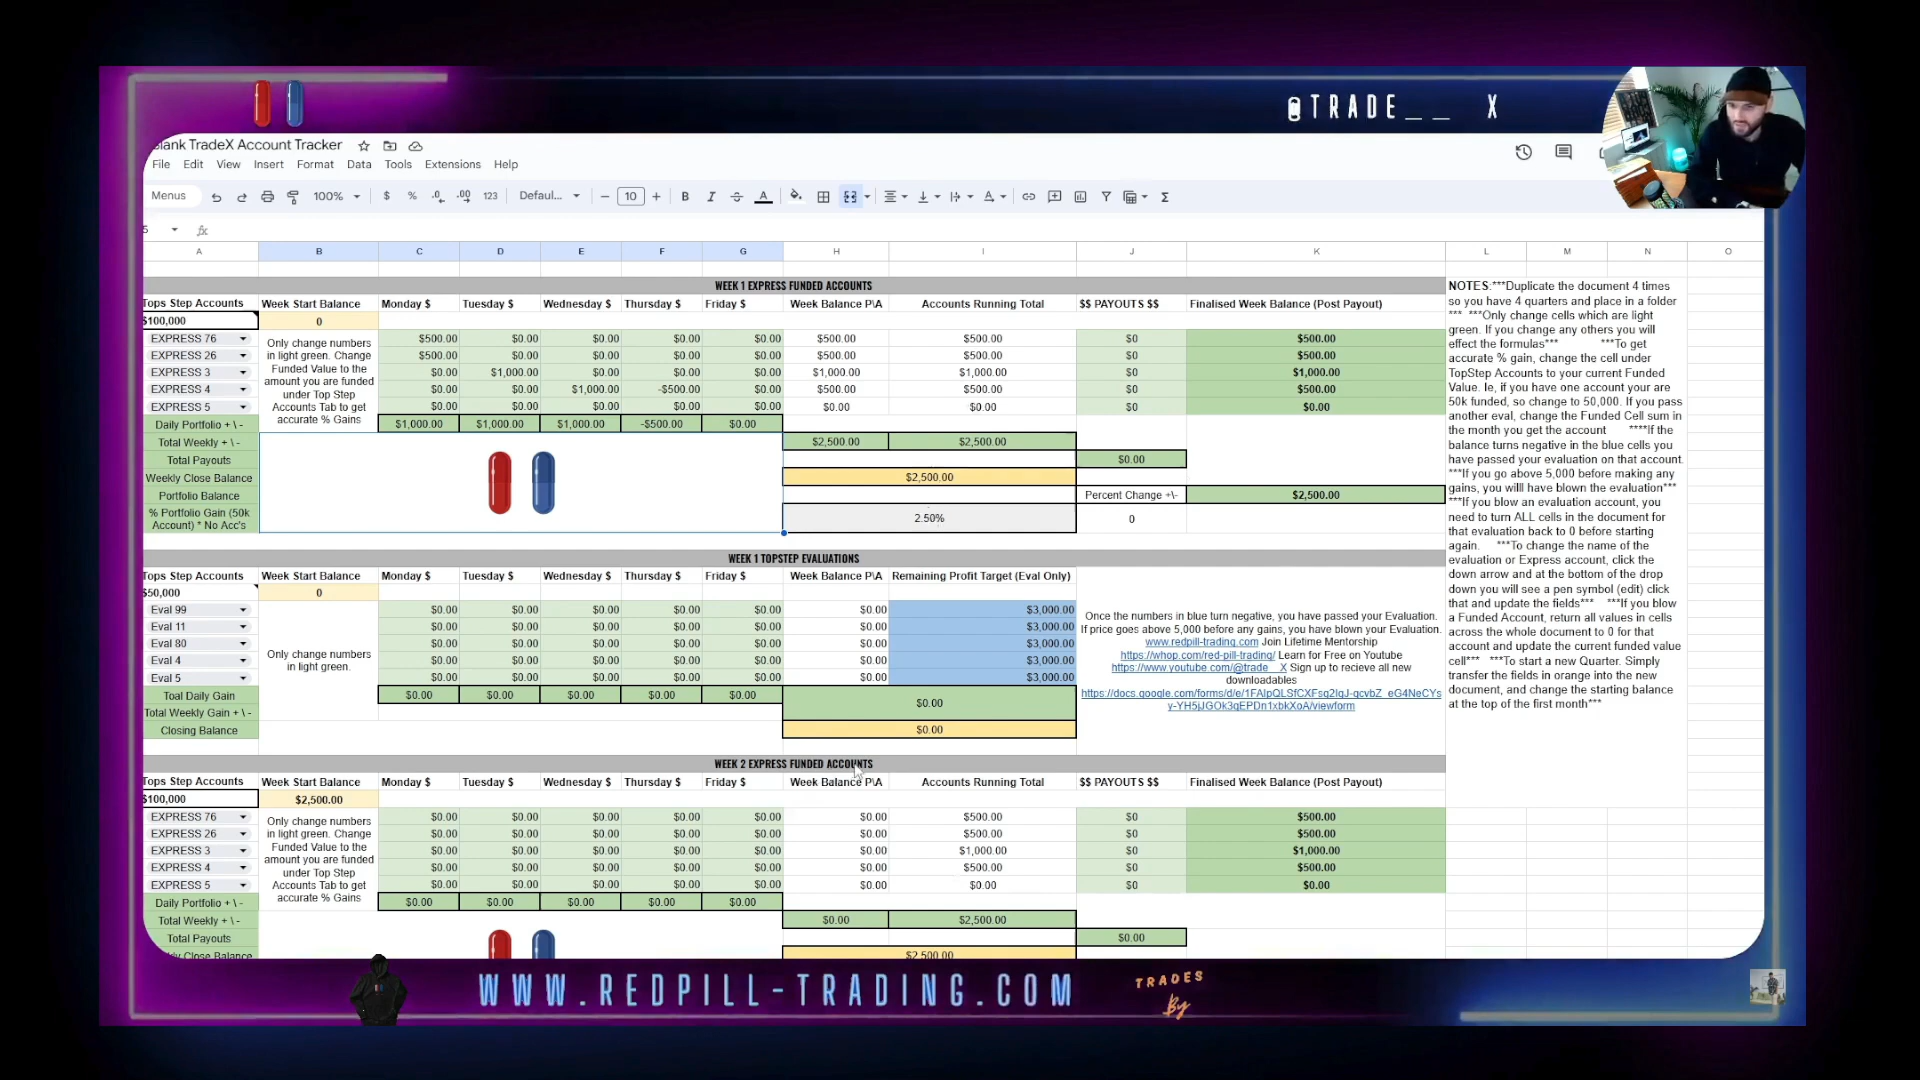 @TRADE__ X
Blank TradeX Account Tracker
File Edit View Insert Format Data Tools Extensions Help
Menus 100% $ % .0 .00 123 Defaul... 10 B I A Σ
5 fx
A B C D E F G H I J K L M N O
WEEK 1 EXPRESS FUNDED ACCOUNTS
Tops Step Accounts Week Start Balance Monday $ Tuesday $ Wednesday $ Thursday $ Friday $ Week Balance P\A Accounts Running Total $$ PAYOUTS $$ Finalised Week Balance (Post Payout)
$100,000 0
EXPRESS 76 $500.00 $0.00 $0.00 $0.00 $0.00 $500.00 $500.00 $0 $500.00
EXPRESS 26 $500.00 $0.00 $0.00 $0.00 $0.00 $500.00 $500.00 $0 $500.00
EXPRESS 3 $0.00 $1,000.00 $0.00 $0.00 $0.00 $1,000.00 $1,000.00 $0 $1,000.00
EXPRESS 4 $0.00 $0.00 $1,000.00 -$500.00 $0.00 $500.00 $500.00 $0 $500.00
EXPRESS 5 $0.00 $0.00 $0.00 $0.00 $0.00 $0.00 $0.00 $0 $0.00
Only change numbers
in light green. Change
Funded Value to the
amount you are funded
under Top Step
Accounts Tab to get
accurate % Gains
Daily Portfolio + \ - $1,000.00 $1,000.00 $1,000.00 -$500.00 $0.00
Total Weekly + \ - $2,500.00 $2,500.00
Total Payouts $0.00
Weekly Close Balance $2,500.00
Portfolio Balance Percent Change +\- $2,500.00
% Portfolio Gain (50k
Account) * No Acc's 2.50% 0
NOTES:***Duplicate the document 4 times
so you have 4 quarters and place in a folder
*** ***Only change cells which are light
green. If you change any others you will
effect the formulas*** ***To get
accurate % gain, change the cell under
TopStep Accounts to your current Funded
Value. Ie, if you have one account your are
50k funded, so change to 50,000. If you pass
another eval, change the Funded Cell sum in
the month you get the account ****If the
balance turns negative in the blue cells you
have passed your evaluation on that account.
***If you go above 5,000 before making any
gains, you willl have blown the evaluation***
***If you blow an evaluation account, you
need to turn ALL cells in the document for
that evaluation back to 0 before starting
again. ***To change the name of the
evaluation or Express account, click the
down arrow and at the bottom of the drop
down you will see a pen symbol (edit) click
that and update the fields*** ***If you blow
a Funded Account, return all values in cells
across the whole document to 0 for that
account and update the current funded value
cell*** ***To start a new Quarter. Simply
transfer the fields in orange into the new
document, and change the starting balance
at the top of the first month***
WEEK 1 TOPSTEP EVALUATIONS
Tops Step Accounts Week Start Balance Monday $ Tuesday $ Wednesday $ Thursday $ Friday $ Week Balance P\A Remaining Profit Target (Eval Only)
$50,000 0
Eval 99 $0.00 $0.00 $0.00 $0.00 $0.00 $0.00 $3,000.00
Eval 11 $0.00 $0.00 $0.00 $0.00 $0.00 $0.00 $3,000.00
Eval 80 $0.00 $0.00 $0.00 $0.00 $0.00 $0.00 $3,000.00
Eval 4 $0.00 $0.00 $0.00 $0.00 $0.00 $0.00 $3,000.00
Eval 5 $0.00 $0.00 $0.00 $0.00 $0.00 $0.00 $3,000.00
Only change numbers
in light green.
Toal Daily Gain $0.00 $0.00 $0.00 $0.00 $0.00
Total Weekly Gain + \ - $0.00
Closing Balance $0.00
Once the numbers in blue turn negative, you have passed your Evaluation.
If price goes above 5,000 before any gains, you have blown your Evaluation.
www.redpill-trading.com Join Lifetime Mentorship
https://whop.com/red-pill-trading/ Learn for Free on Youtube
https://www.youtube.com/@trade__X Sign up to recieve all new
downloadables
https://docs.google.com/forms/d/e/1FAIpQLSfCXFsg2IgJ-gcvbZ_eG4NeCYs
y-YH5jJGOk3qEPDn1xbkXoA/viewform
WEEK 2 EXPRESS FUNDED ACCOUNTS
Tops Step Accounts Week Start Balance Monday $ Tuesday $ Wednesday $ Thursday $ Friday $ Week Balance P\A Accounts Running Total $$ PAYOUTS $$ Finalised Week Balance (Post Payout)
$100,000 $2,500.00
EXPRESS 76 $0.00 $0.00 $0.00 $0.00 $0.00 $0.00 $500.00 $0 $500.00
EXPRESS 26 $0.00 $0.00 $0.00 $0.00 $0.00 $0.00 $500.00 $0 $500.00
EXPRESS 3 $0.00 $0.00 $0.00 $0.00 $0.00 $0.00 $1,000.00 $0 $1,000.00
EXPRESS 4 $0.00 $0.00 $0.00 $0.00 $0.00 $0.00 $500.00 $0 $500.00
EXPRESS 5 $0.00 $0.00 $0.00 $0.00 $0.00 $0.00 $0.00 $0 $0.00
Only change numbers
in light green. Change
Funded Value to the
amount you are funded
under Top Step
Accounts Tab to get
accurate % Gains
Daily Portfolio + \ - $0.00 $0.00 $0.00 $0.00 $0.00
Total Weekly + \ - $0.00 $2,500.00
Total Payouts $0.00
Close Balance $2,500.00
WWW.REDPILL-TRADING.COM
TRADES
By